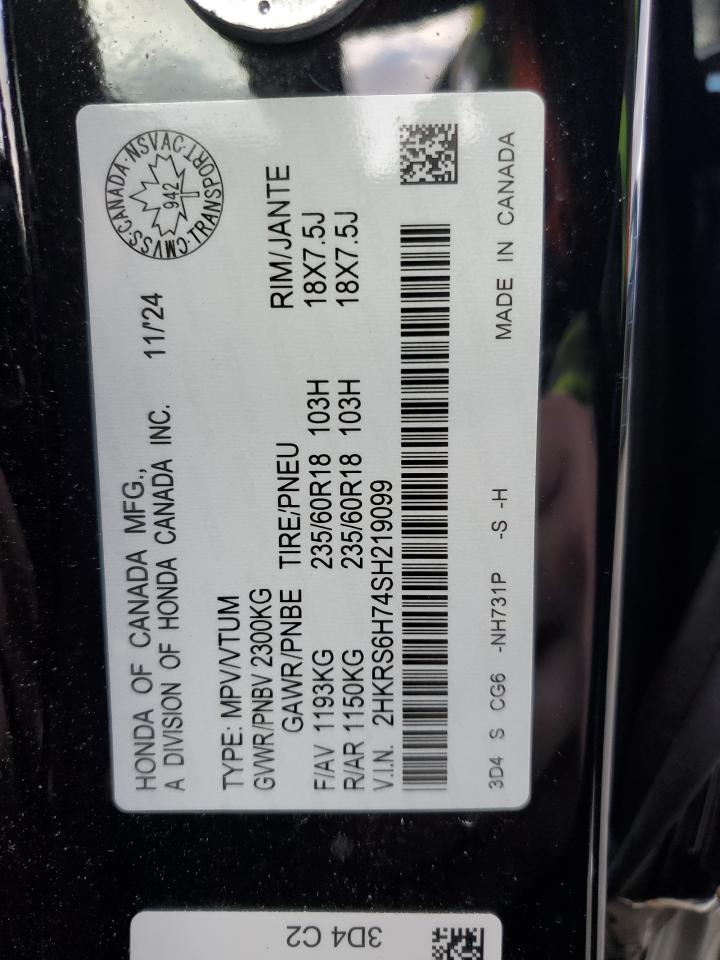 HONDA OF CANADA MFG.,
A DIVISION OF HONDA CANADA INC. 11/'24
CMVSS·CANADA·NSVAC·TRANSPORT·
942
TYPE: MPV/VTUM
GVWR/PNBV 2300KG
GAWR/PNBE TIRE/PNEU RIM/JANTE
F/AV 1193KG 235/60R18 103H 18X7.5J
R/AR 1150KG 235/60R18 103H 18X7.5J
V.I.N. 2HKRS6H74SH219099
3D4 S CG6 -NH731P -S -H MADE IN CANADA
3D4 C2